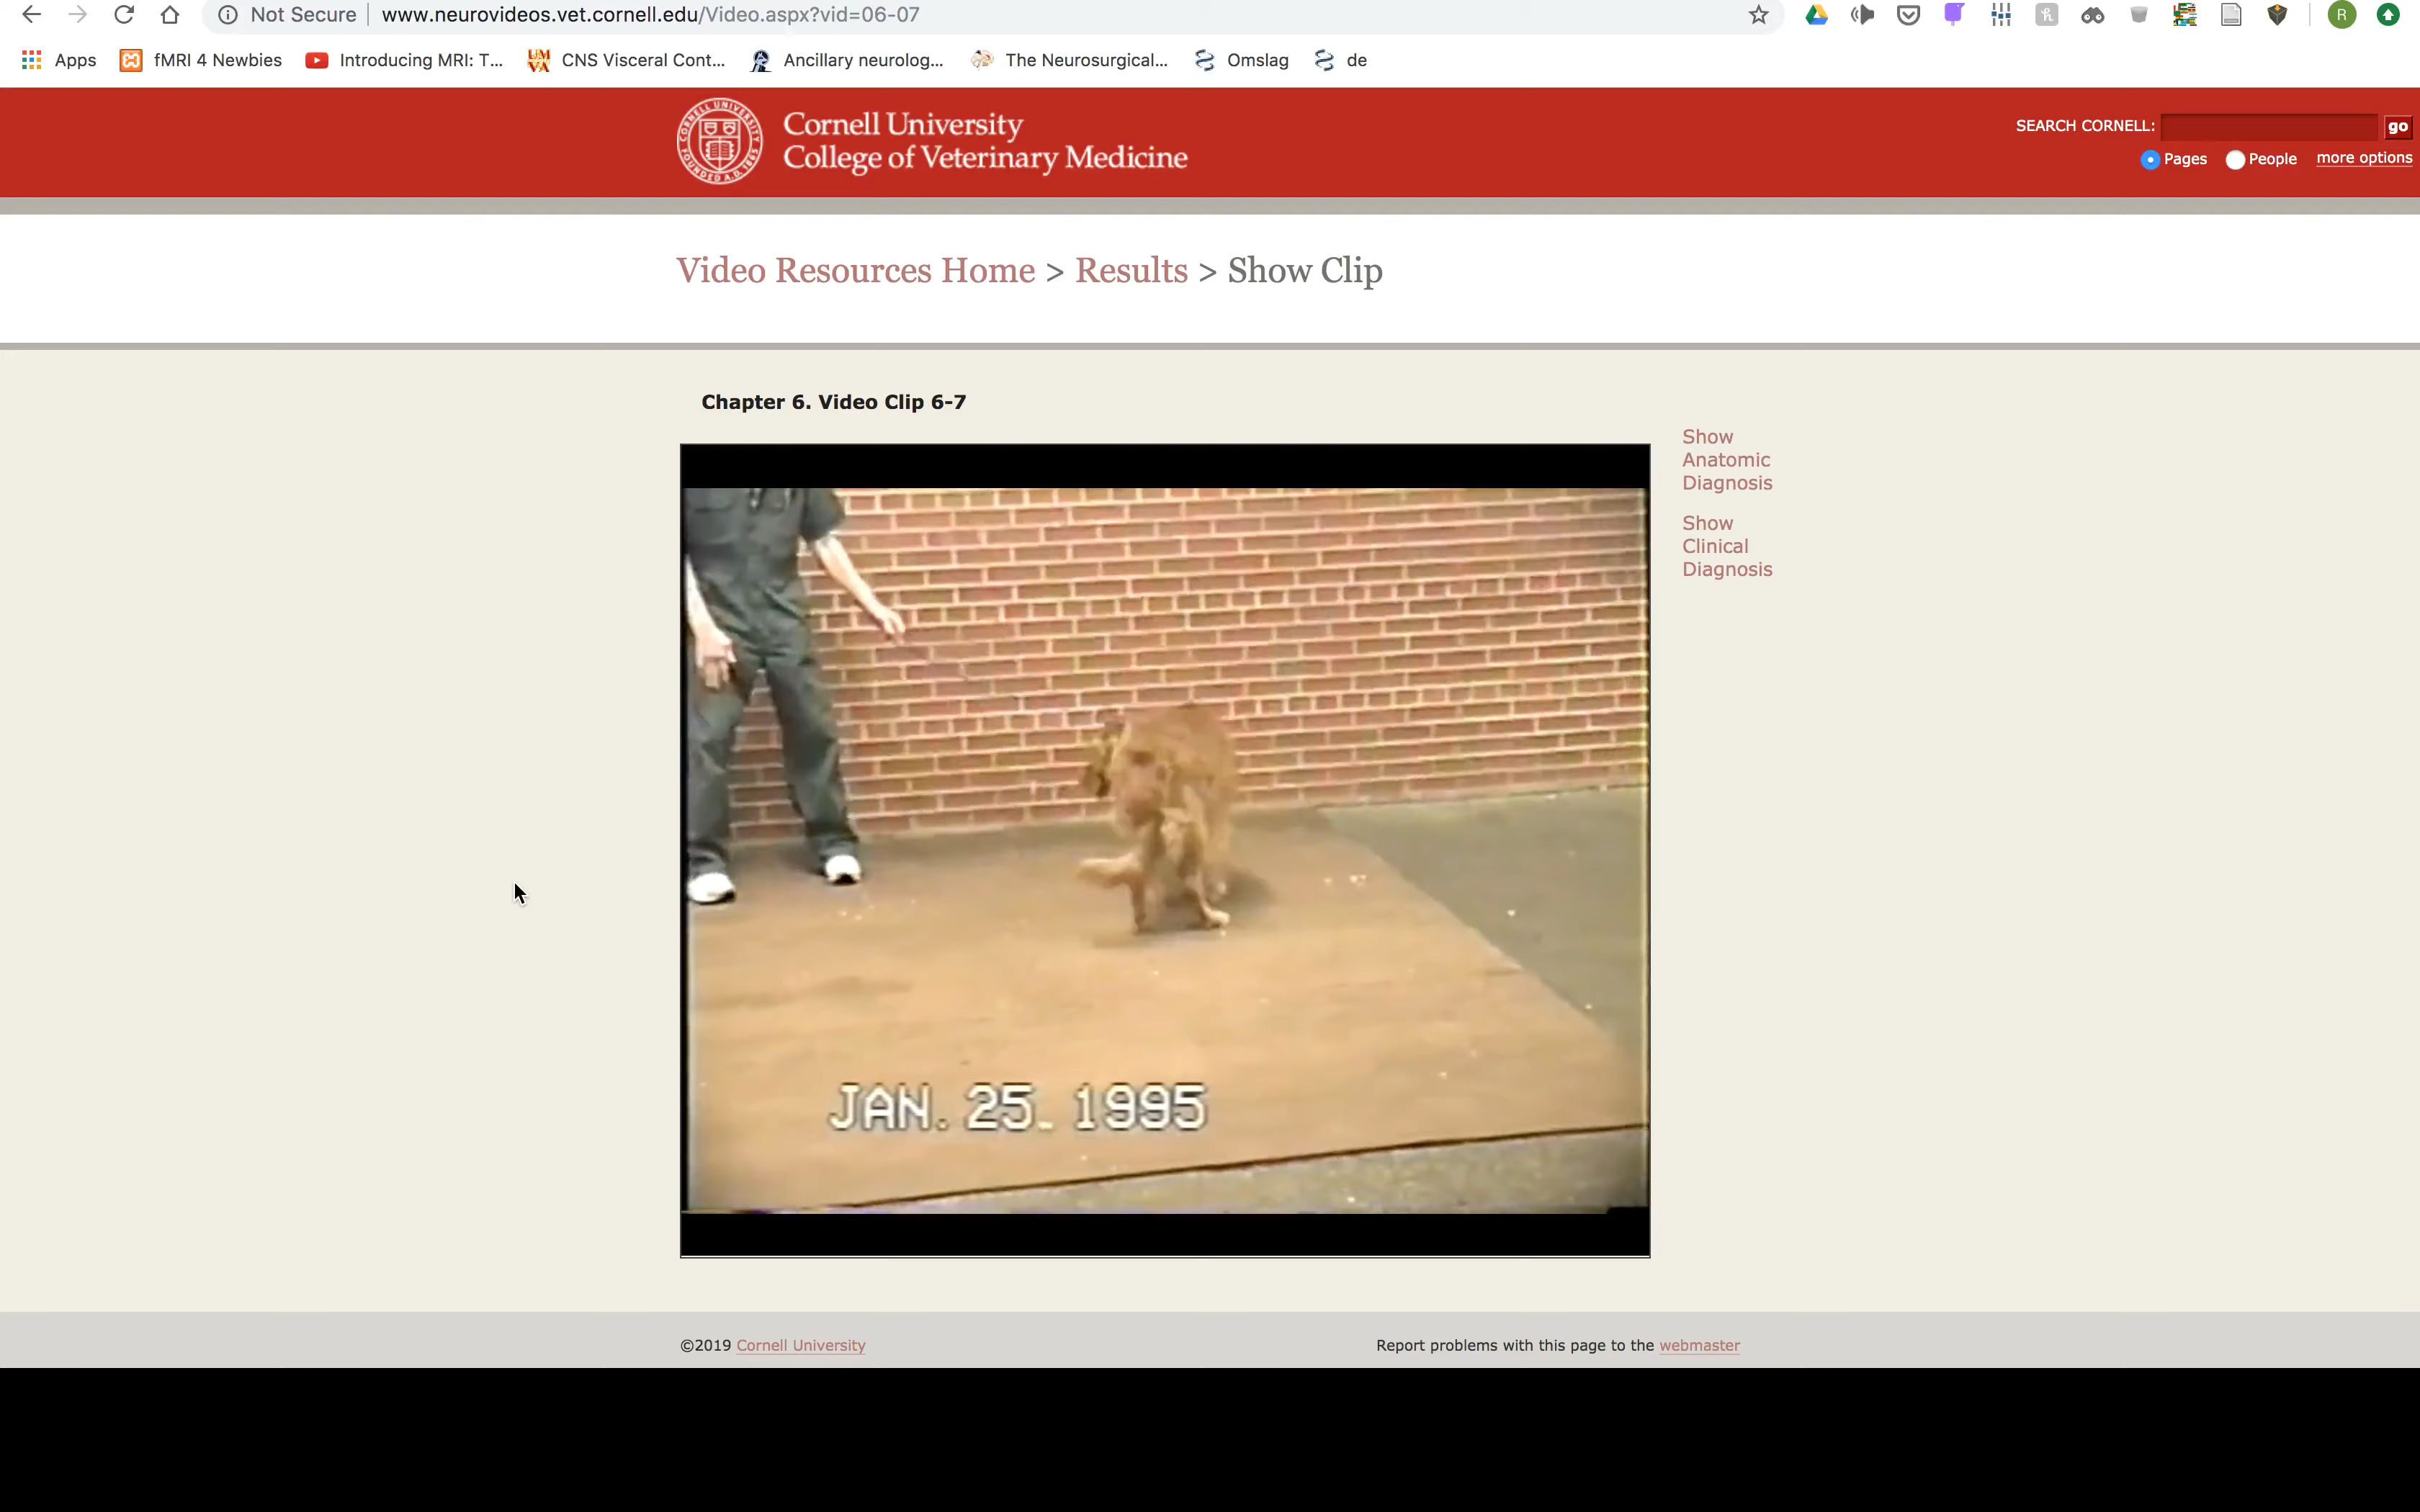 Not Secure www.neurovideos.vet.cornell.edu/Video.aspx?vid=06-07
R
Apps fMRI 4 Newbies Introducing MRI: T... CNS Visceral Cont... Ancillary neurolog... The Neurosurgical... Omslag de
Cornell University
College of Veterinary Medicine
SEARCH CORNELL: go
Pages People more options
Video Resources Home > Results > Show Clip
Chapter 6. Video Clip 6-7
Show
Anatomic
Diagnosis
Show
Clinical
Diagnosis
JAN. 25. 1995
©2019 Cornell University Report problems with this page to the webmaster